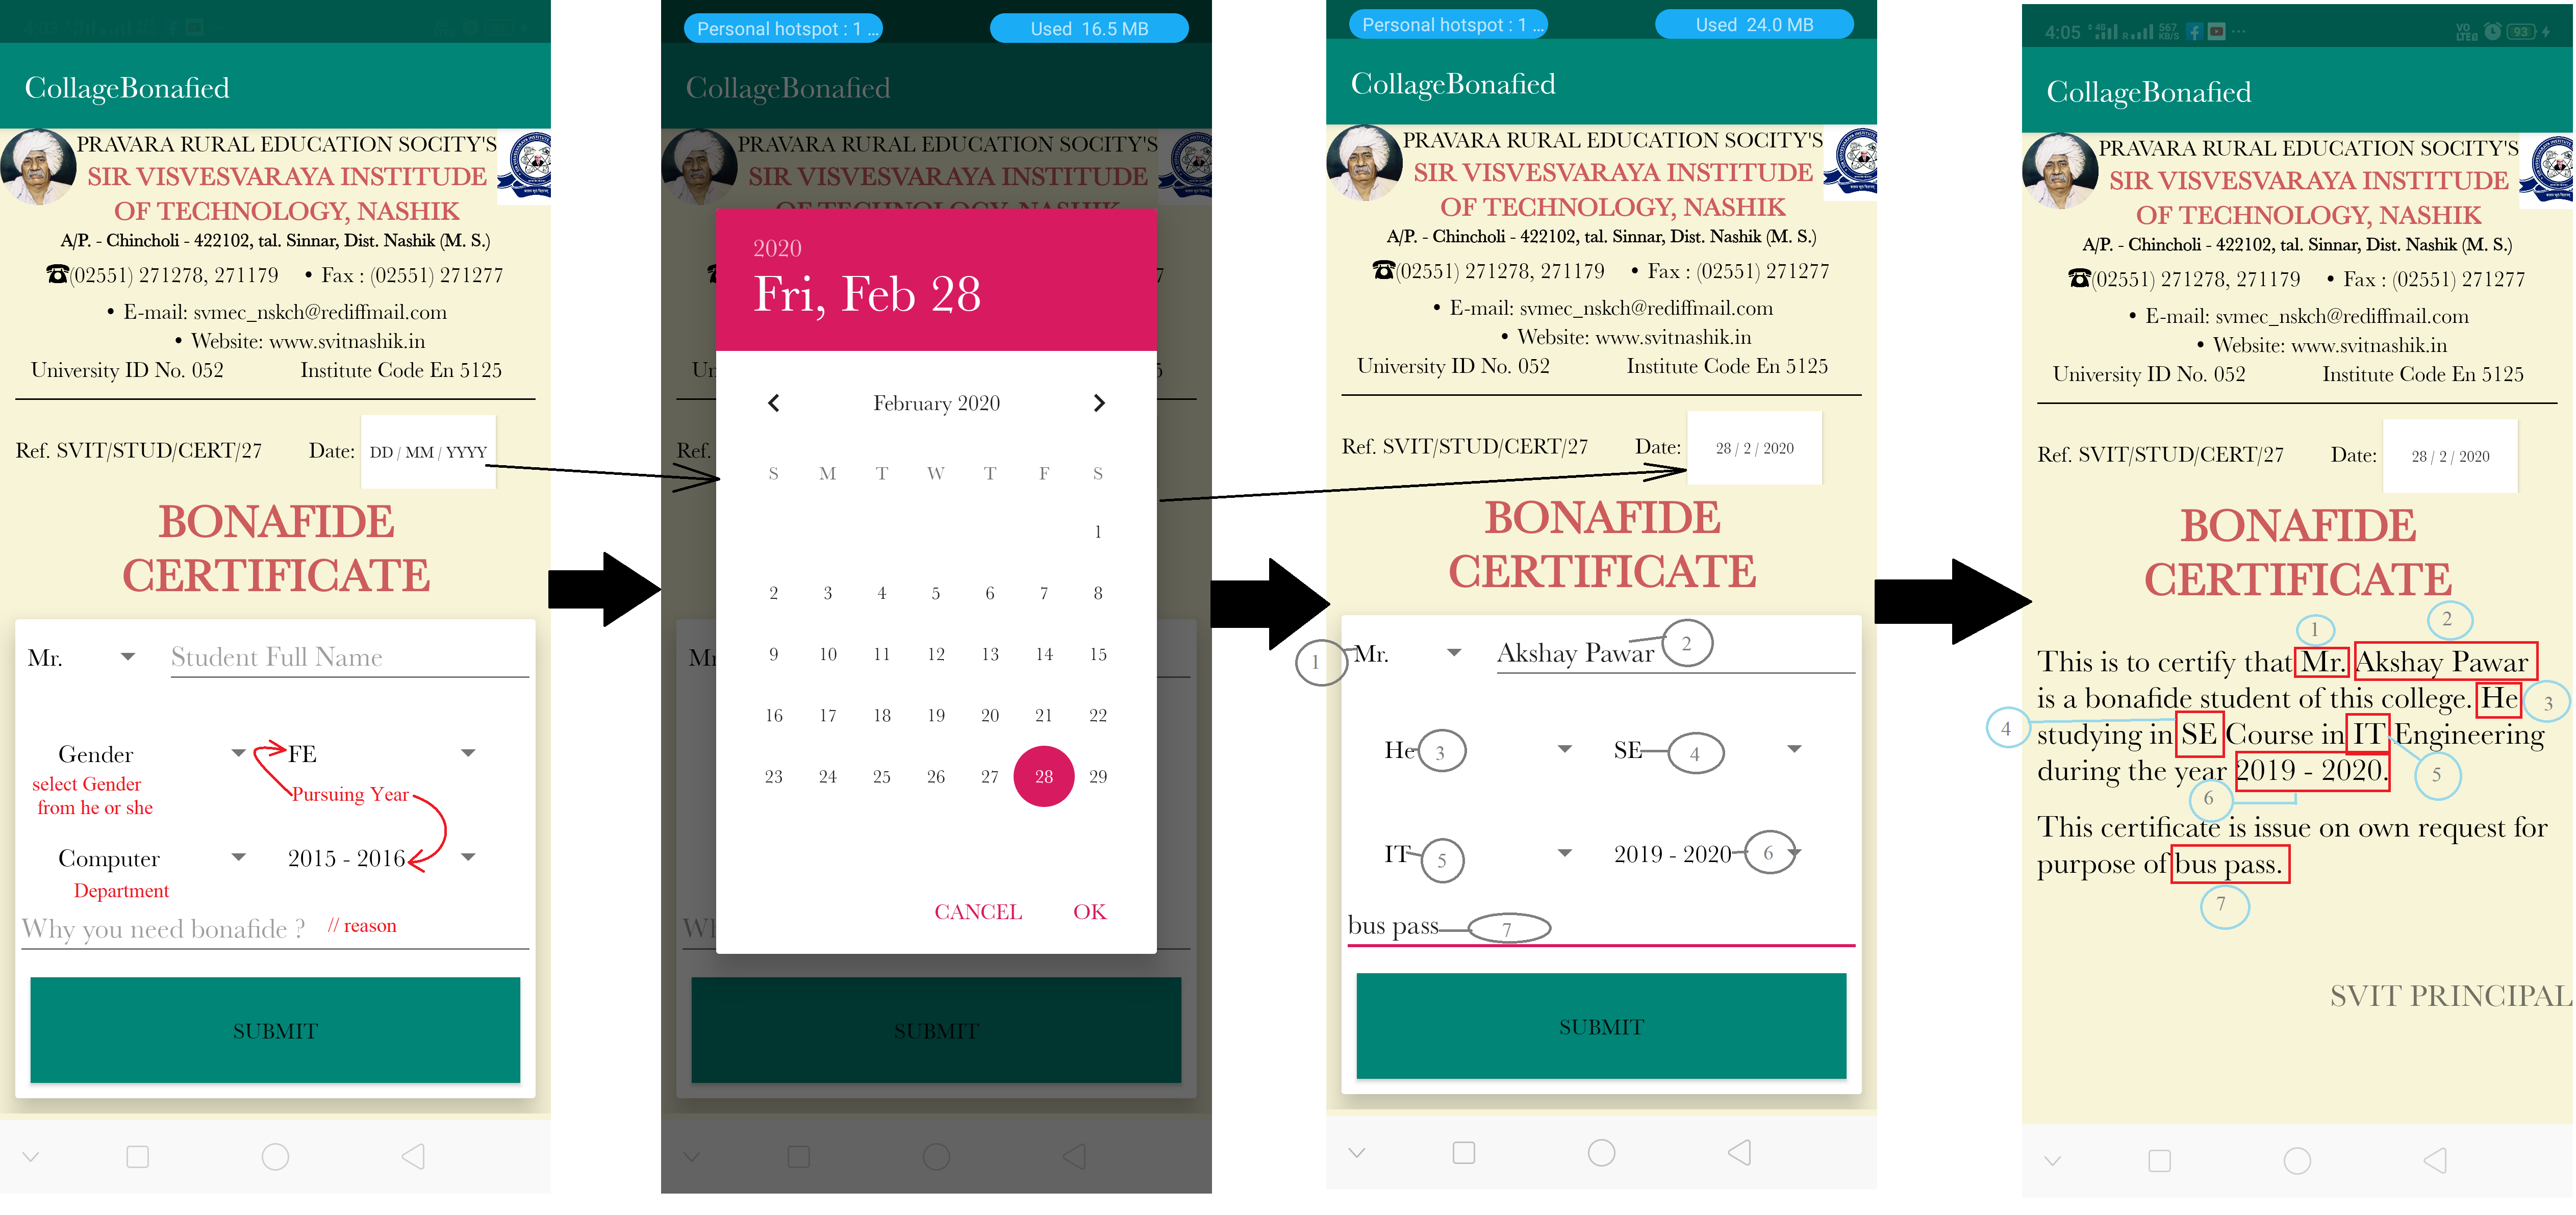 CollageBonafied
PRAVARA RURAL EDUCATION SOCITY'S
SIR VISVESVARAYA INSTITUDE
OF TECHNOLOGY, NASHIK
A/P. - Chincholi - 422102, tal. Sinnar, Dist. Nashik (M. S.)
☎(02551) 271278, 271179 • Fax : (02551) 271277
• E-mail: svmec_nskch@rediffmail.com
• Website: www.svitnashik.in
University ID No. 052 Institute Code En 5125
Ref. SVIT/STUD/CERT/27 Date: DD / MM / YYYY
BONAFIDE
CERTIFICATE
Mr. Student Full Name
Gender FE
select Gender
from he or she
Pursuing Year
Computer 2015 - 2016
Department
Why you need bonafide ? // reason
SUBMIT
Personal hotspot : 1 ... Used 16.5 MB
CollageBonafied
PRAVARA RURAL EDUCATION SOCITY'S
SIR VISVESVARAYA INSTITUDE
2020
Fri, Feb 28
February 2020
S M T W T F S
1
2 3 4 5 6 7 8
9 10 11 12 13 14 15
16 17 18 19 20 21 22
23 24 25 26 27 28 29
CANCEL OK
SUBMIT
Personal hotspot : 1 ... Used 24.0 MB
CollageBonafied
PRAVARA RURAL EDUCATION SOCITY'S
SIR VISVESVARAYA INSTITUDE
OF TECHNOLOGY, NASHIK
A/P. - Chincholi - 422102, tal. Sinnar, Dist. Nashik (M. S.)
☎(02551) 271278, 271179 • Fax : (02551) 271277
• E-mail: svmec_nskch@rediffmail.com
• Website: www.svitnashik.in
University ID No. 052 Institute Code En 5125
Ref. SVIT/STUD/CERT/27 Date: 28 / 2 / 2020
BONAFIDE
CERTIFICATE
1 Mr. Akshay Pawar 2
He 3 SE 4
IT 5 2019 - 2020 6
bus pass 7
SUBMIT
4:05 567 KB/S VO LTE 93
CollageBonafied
PRAVARA RURAL EDUCATION SOCITY'S
SIR VISVESVARAYA INSTITUDE
OF TECHNOLOGY, NASHIK
A/P. - Chincholi - 422102, tal. Sinnar, Dist. Nashik (M. S.)
☎(02551) 271278, 271179 • Fax : (02551) 271277
• E-mail: svmec_nskch@rediffmail.com
• Website: www.svitnashik.in
University ID No. 052 Institute Code En 5125
Ref. SVIT/STUD/CERT/27 Date: 28 / 2 / 2020
BONAFIDE
CERTIFICATE
1 2
This is to certify that Mr. Akshay Pawar
is a bonafide student of this college. He 3
4 studying in SE Course in IT Engineering
during the year 2019 - 2020. 5
6
This certificate is issue on own request for
purpose of bus pass.
7
SVIT PRINCIPAL